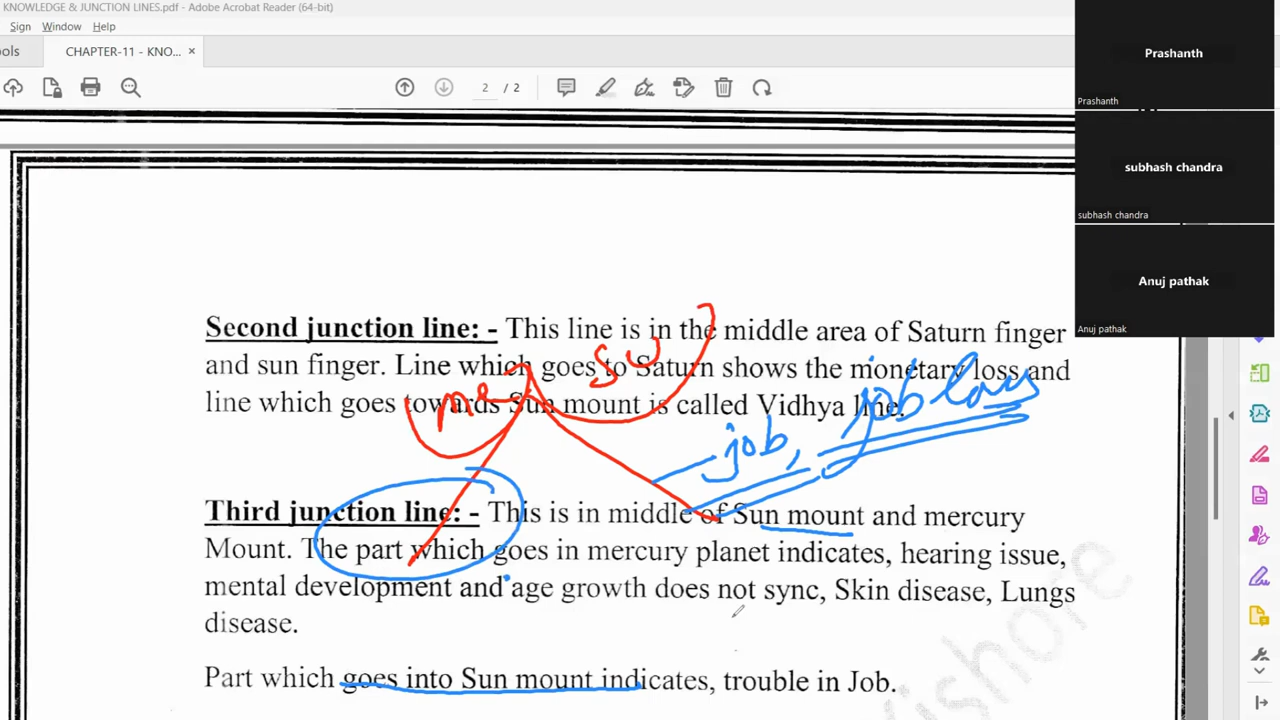 KNOWLEDGE & JUNCTION LINES.pdf - Adobe Acrobat Reader (64-bit)
Sign Window Help
ols CHAPTER-11 - KNO... ×
2 / 2
Prashanth
Prashanth
subhash chandra
subhash chandra
Anuj pathak
Anuj pathak
Second junction line: - This line is in the middle area of Saturn finger
and sun finger. Line which goes to Saturn shows the monetary loss and
line which goes towards Sun mount is called Vidhya line.
me su
job, job
Third junction line: - This is in middle of Sun mount and mercury
Mount. The part which goes in mercury planet indicates, hearing issue,
mental development and age growth does not sync, Skin disease, Lungs
disease.
Part which goes into Sun mount indicates, trouble in Job.